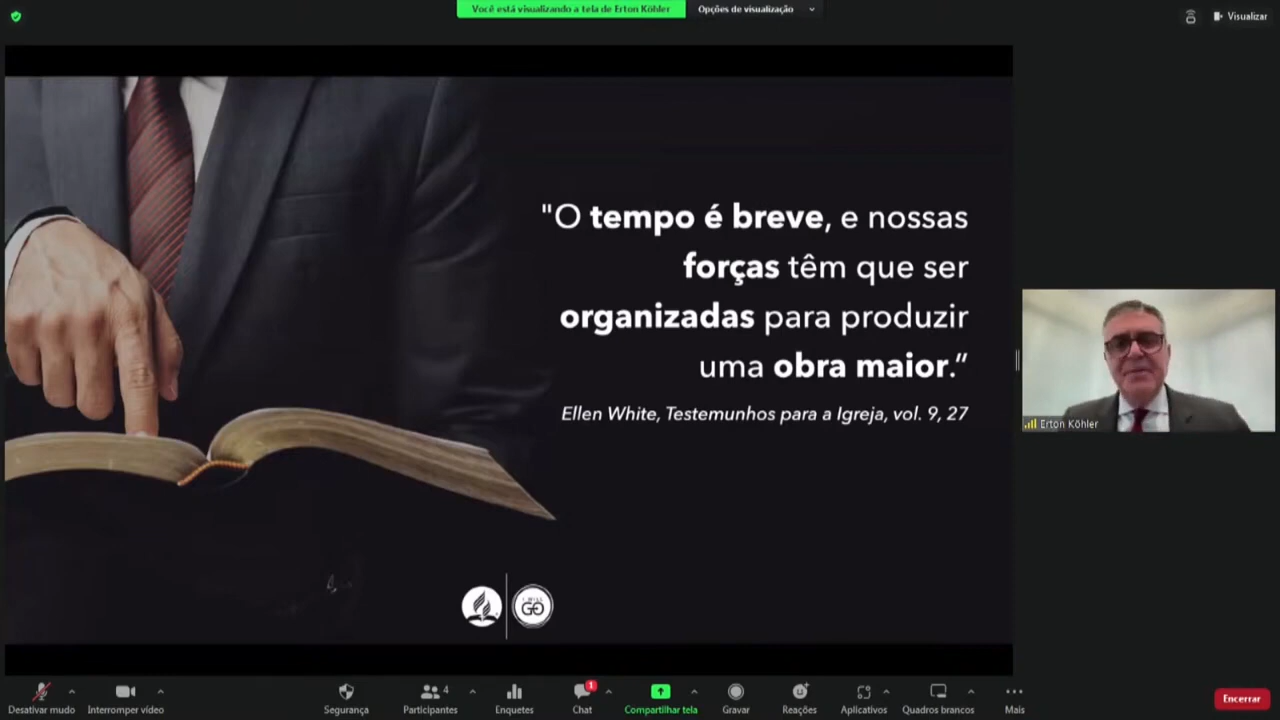 Você está visualizando a tela de Erton Köhler
Opções de visualização
Visualizar
"O tempo é breve, e nossas
forças têm que ser
organizadas para produzir
uma obra maior.”
Ellen White, Testemunhos para a Igreja, vol. 9, 27
Erton Köhler
I WILL
GO
Desativar mudo
Interromper vídeo
Segurança
4
Participantes
Enquetes
1
Chat
Compartilhar tela
Gravar
Reações
Aplicativos
Quadros brancos
Mais
Encerrar